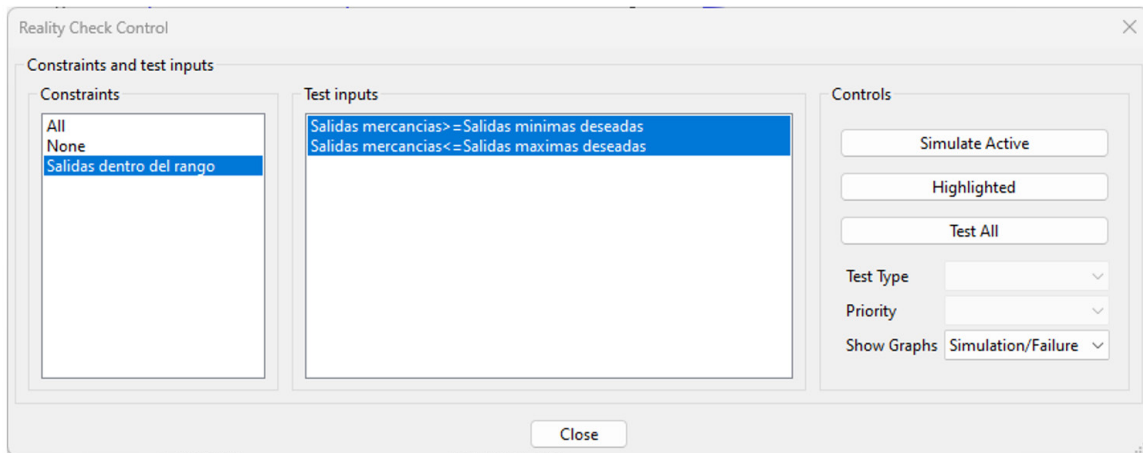 Reality Check Control
Constraints and test inputs
Constraints
All
None
Salidas dentro del rango
Test inputs
Salidas mercancias>=Salidas minimas deseadas
Salidas mercancias<=Salidas maximas deseadas
Controls
Simulate Active
Highlighted
Test All
Test Type
Priority
Show Graphs Simulation/Failure
Close